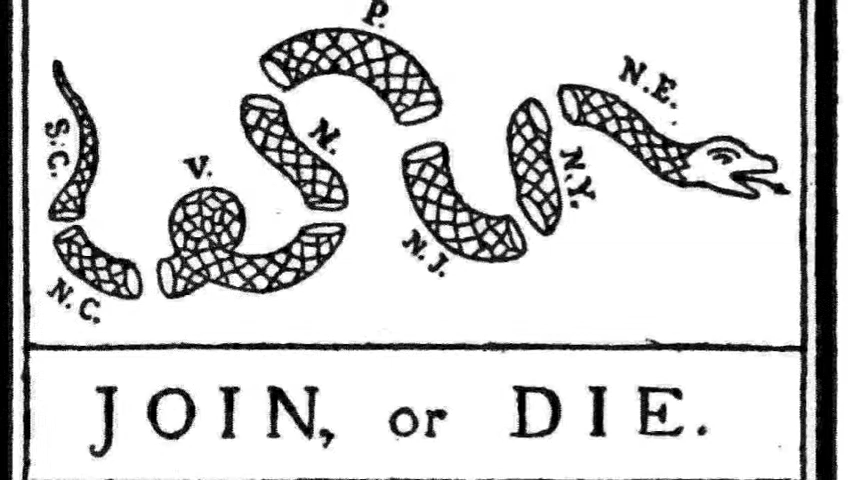 P.
N.E.
S.C.
N.
V.
N.Y.
N.J.
N.C.
JOIN, or DIE.